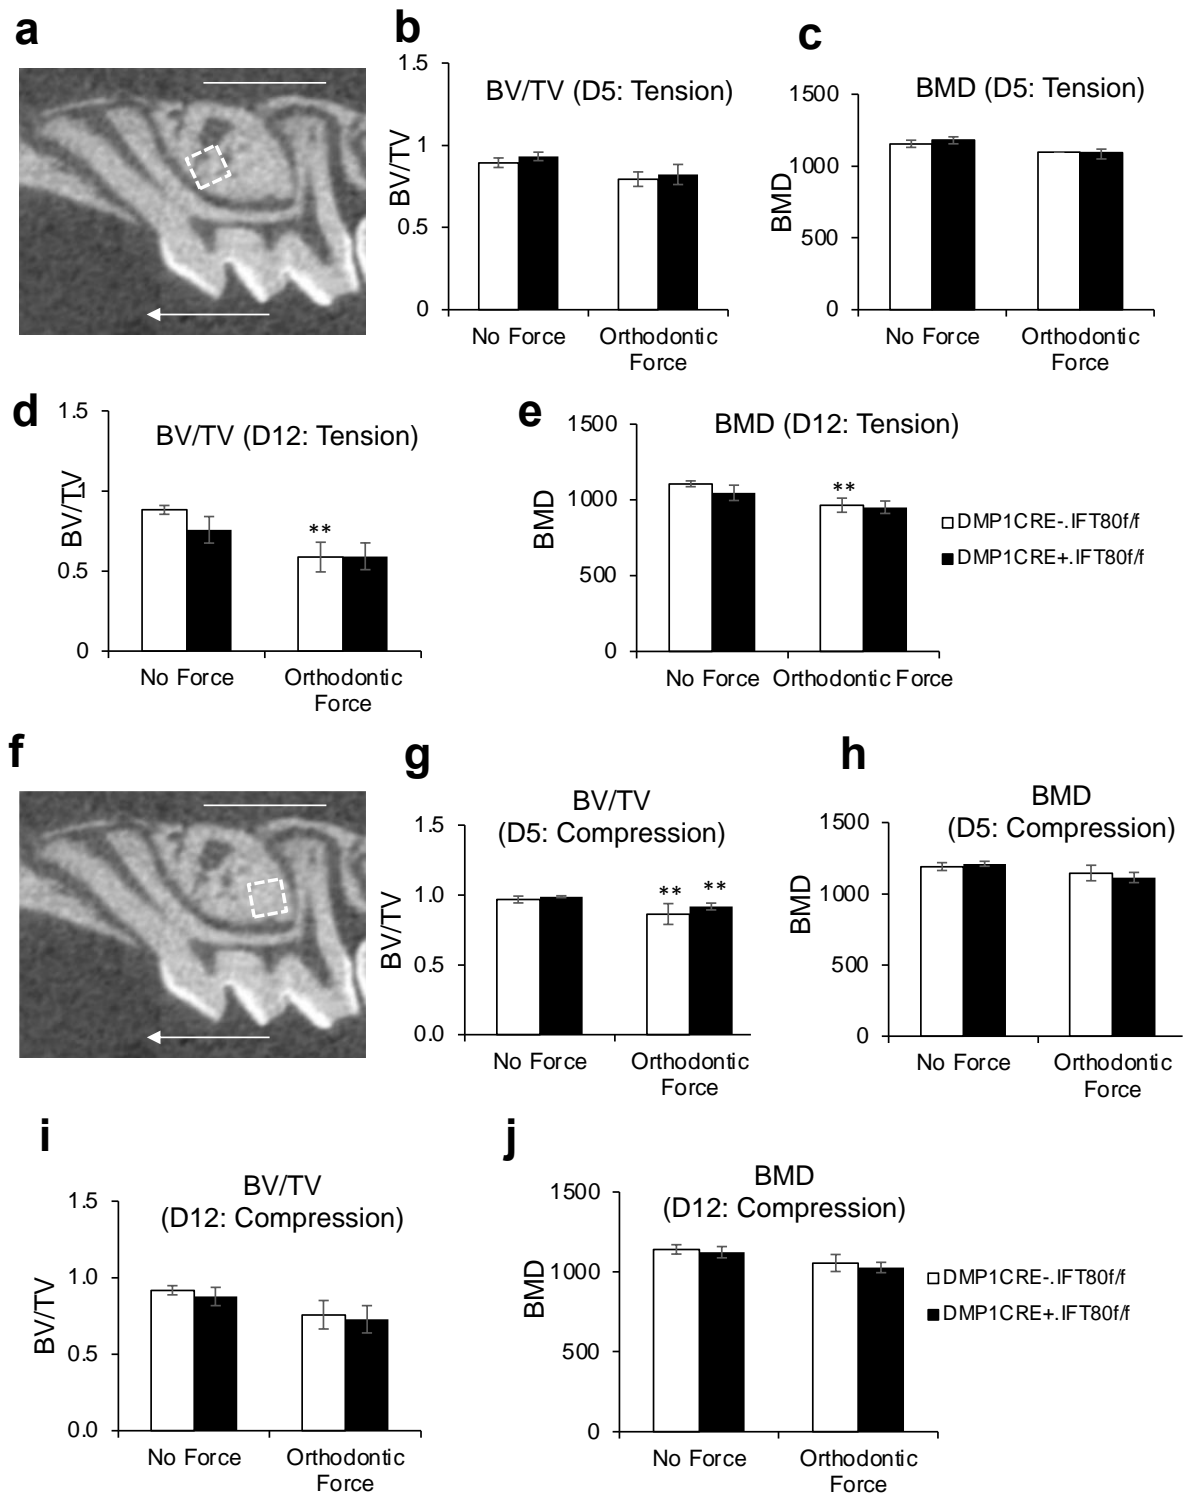 a
b
BV/TV (D5: Tension)
1.5
1
0.5
0
BV/TV
No Force
Orthodontic
Force
c
BMD (D5: Tension)
1500
1000
500
0
BMD
No Force
Orthodontic
Force
d
BV/TV (D12: Tension)
1.5
1
0.5
0
BV/TV
**
No Force
Orthodontic
Force
e
BMD (D12: Tension)
1500
1000
500
0
BMD
**
No Force
Orthodontic Force
DMP1CRE-.IFT80f/f
DMP1CRE+.IFT80f/f
f
g
BV/TV
(D5: Compression)
1.5
1.0
0.5
0.0
BV/TV
**
**
No Force
Orthodontic
Force
h
BMD
(D5: Compression)
1500
1000
500
0
BMD
No Force
Orthodontic
Force
i
BV/TV
(D12: Compression)
1.5
1.0
0.5
0.0
BV/TV
No Force
Orthodontic
Force
j
BMD
(D12: Compression)
1500
1000
500
0
BMD
No Force
Orthodontic
Force
DMP1CRE-.IFT80f/f
DMP1CRE+.IFT80f/f